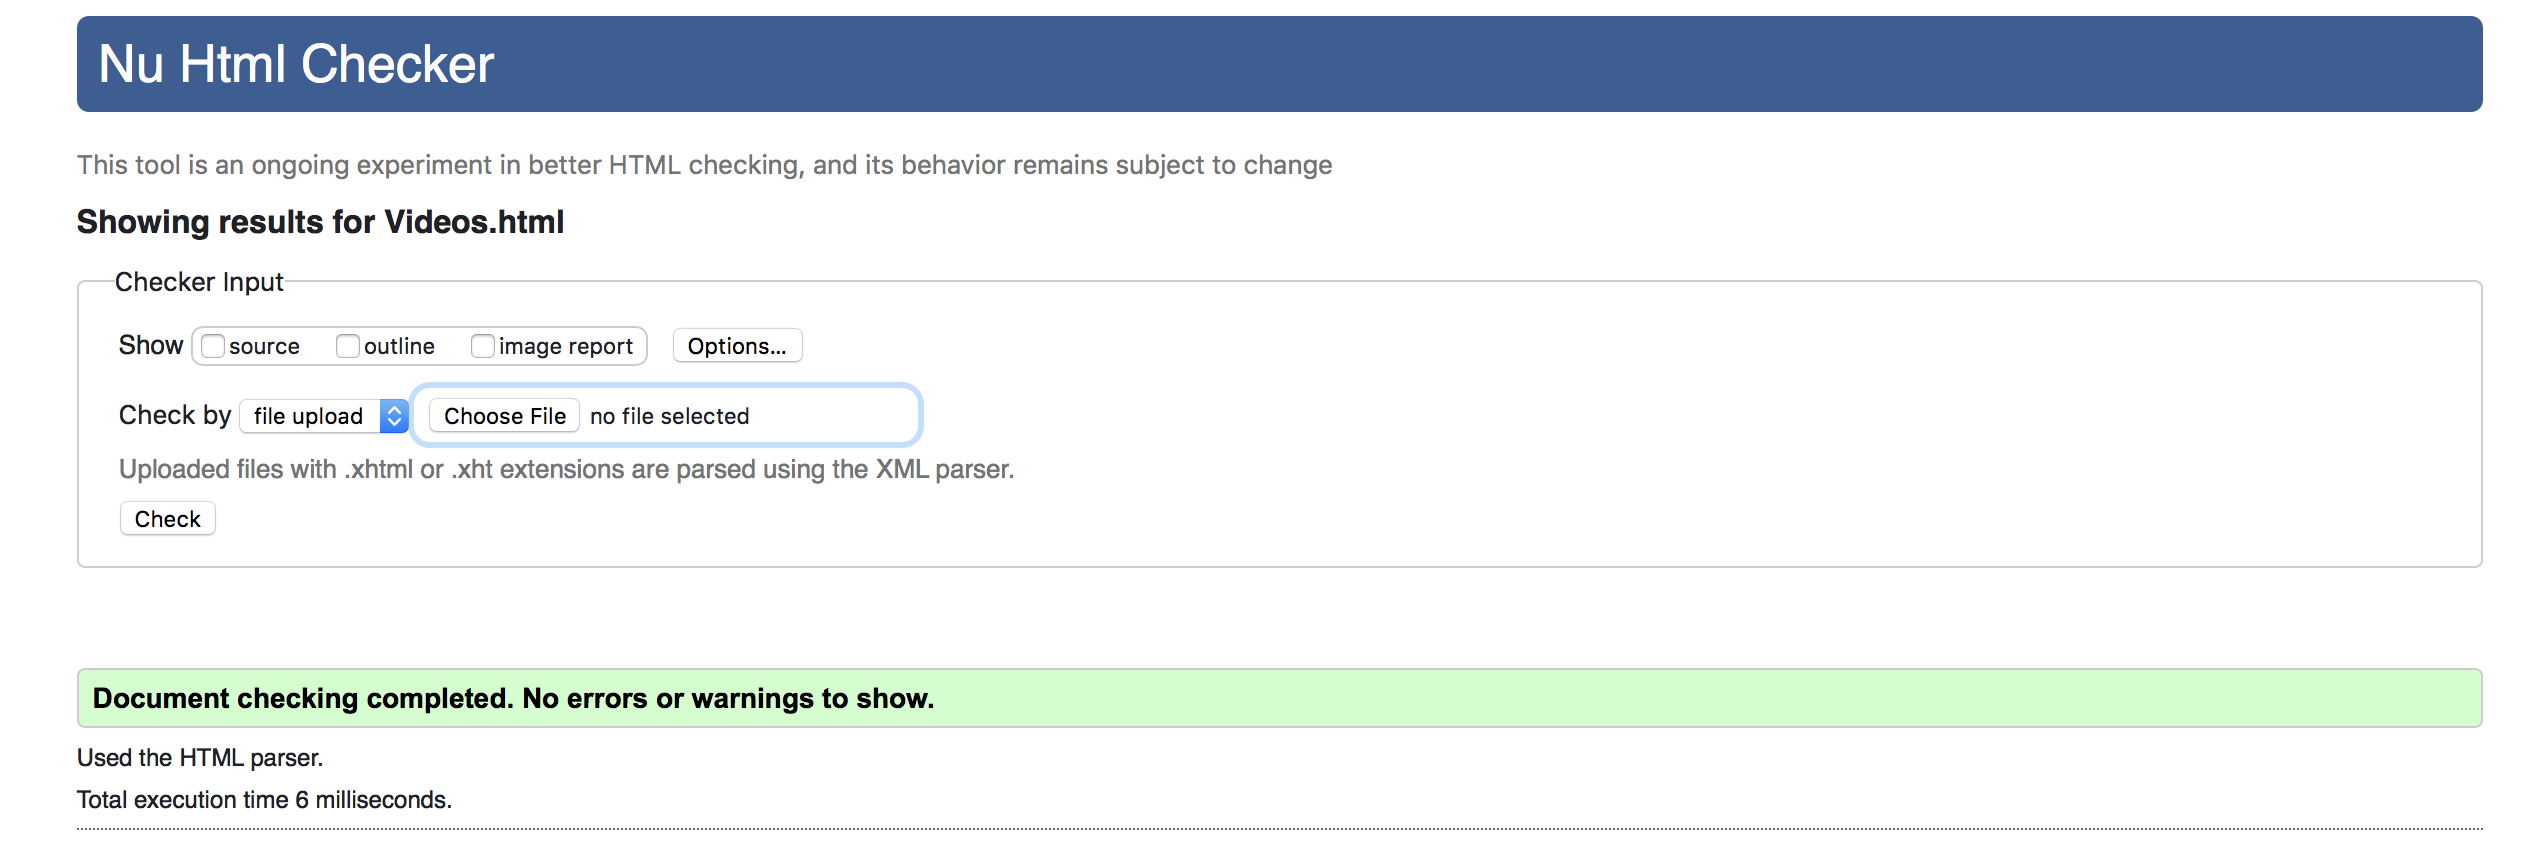 Nu Html Checker
This tool is an ongoing experiment in better HTML checking, and its behavior remains subject to change
Showing results for Videos.html
Checker Input
Show source outline image report Options...
Check by file upload Choose File no file selected
Uploaded files with .xhtml or .xht extensions are parsed using the XML parser.
Check
Document checking completed. No errors or warnings to show.
Used the HTML parser.
Total execution time 6 milliseconds.